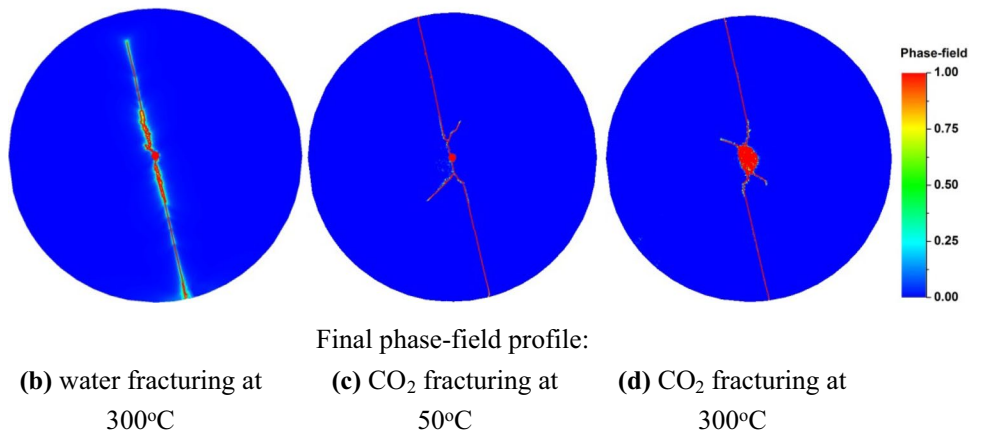 Phase-field
1.00
0.75
0.50
0.25
0.00
Final phase-field profile:
(b) water fracturing at
300°C
(c) CO₂ fracturing at
50°C
(d) CO₂ fracturing at
300°C